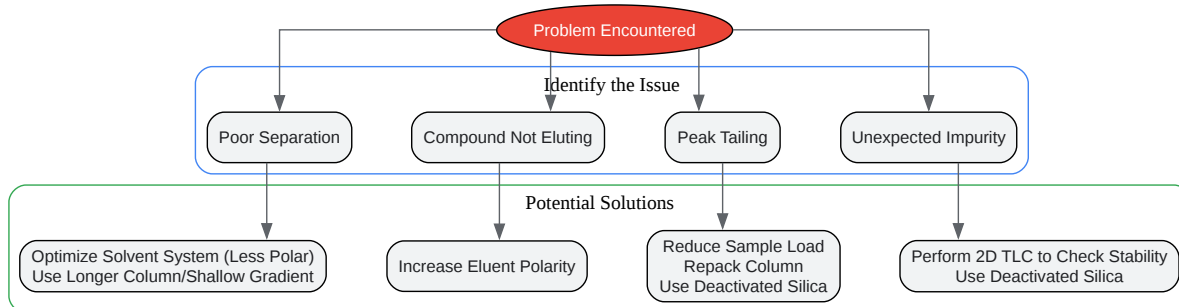 Problem Encountered
Identify the Issue
Poor Separation
Compound Not Eluting
Peak Tailing
Unexpected Impurity
Potential Solutions
Optimize Solvent System (Less Polar)
Use Longer Column/Shallow Gradient
Increase Eluent Polarity
Reduce Sample Load
Repack Column
Use Deactivated Silica
Perform 2D TLC to Check Stability
Use Deactivated Silica